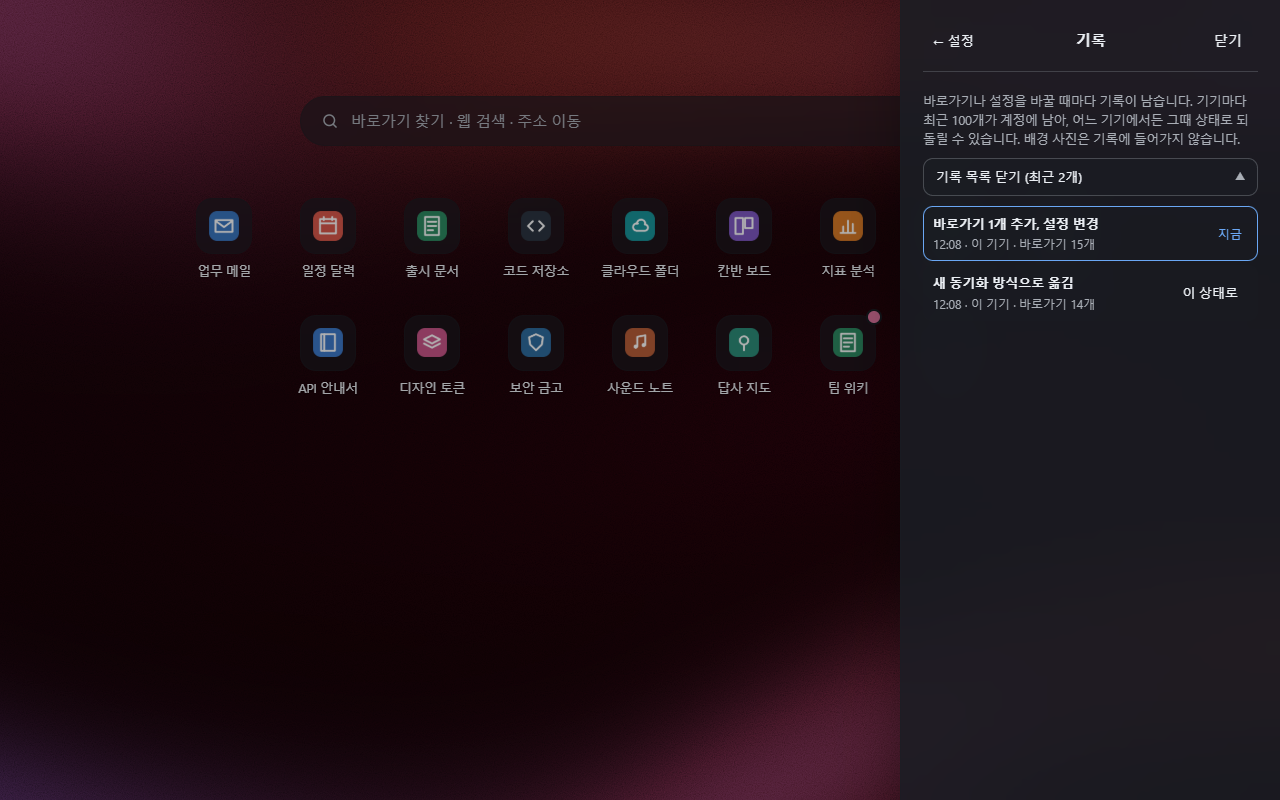 바로가기 찾기 · 웹 검색 · 주소 이동
업무 메일
일정 달력
출시 문서
코드 저장소
클라우드 폴더
칸반 보드
지표 분석
API 안내서
디자인 토큰
보안 금고
사운드 노트
답사 지도
팀 위키
← 설정
기록
닫기
바로가기나 설정을 바꿀 때마다 기록이 남습니다. 기기마다
최근 100개가 계정에 남아, 어느 기기에서든 그때 상태로 되
돌릴 수 있습니다. 배경 사진은 기록에 들어가지 않습니다.
기록 목록 닫기 (최근 2개)
바로가기 1개 추가, 설정 변경
12:08 · 이 기기 · 바로가기 15개
지금
새 동기화 방식으로 옮김
12:08 · 이 기기 · 바로가기 14개
이 상태로